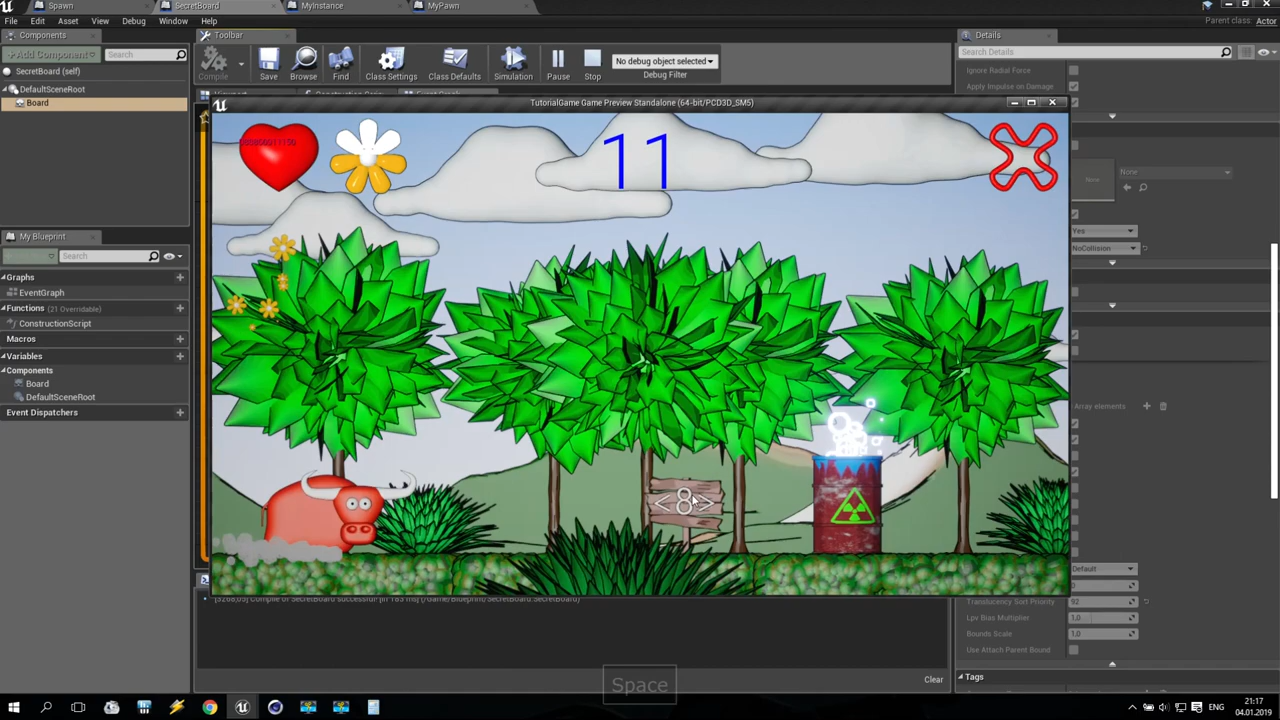 Spawn
SecretBoard
MyInstance
MyPawn
File
Edit
Asset
View
Debug
Window
Help
Parent class: Actor
Components
Toolbar
Details
+Add Component
Search
Compile
Save
Browse
Find
Class Settings
Class Defaults
Simulation
Pause
Stop
No debug object selected
Debug Filter
Search Details
SecretBoard (self)
DefaultSceneRoot
Board
Ignore Radial Force
Apply Impulse on Damage
TutorialGame Game Preview Standalone (64-bit/PCD3D_SM5)
11
None
None
Yes
NoCollision
My Blueprint
Search
Graphs
EventGraph
Functions (21 Overridable)
ConstructionScript
Macros
Variables
Components
Board
DefaultSceneRoot
Event Dispatchers
Array elements
< 8 >
Default
0
Translucency Sort Priority
92
Lpv Bias Multiplier
1.0
Bounds Scale
1.0
Use Attach Parent Bound
Tags
Clear
Space
ENG
21:17
04.01.2019